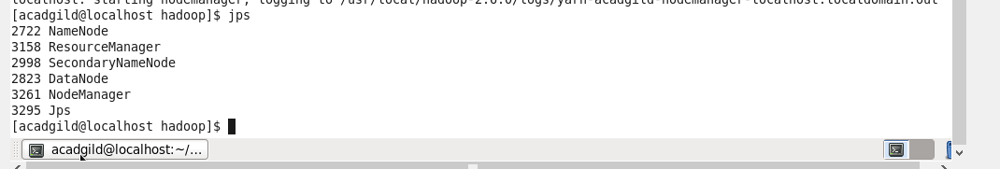 localhost: starting nodemanager, logging to /usr/local/hadoop-2.6.0/logs/yarn-acadgild-nodemanager-localhost.localdomain.out
[acadgild@localhost hadoop]$ jps
2722 NameNode
3158 ResourceManager
2998 SecondaryNameNode
2823 DataNode
3261 NodeManager
3295 Jps
[acadgild@localhost hadoop]$
acadgild@localhost:~/...